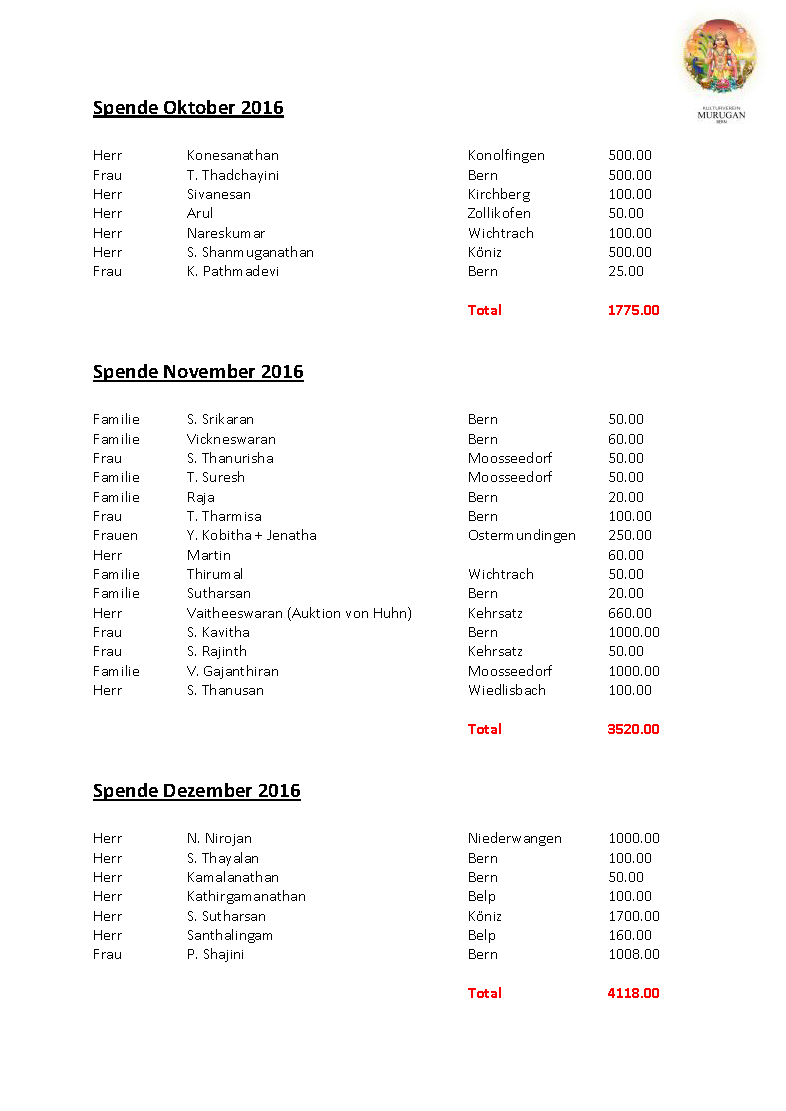 KULTURVEREIN
MURUGAN
BERN
Spende Oktober 2016
Herr Konesanathan Konolfingen 500.00
Frau T. Thadchayini Bern 500.00
Herr Sivanesan Kirchberg 100.00
Herr Arul Zollikofen 50.00
Herr Nareskumar Wichtrach 100.00
Herr S. Shanmuganathan Köniz 500.00
Frau K. Pathmadevi Bern 25.00
Total 1775.00
Spende November 2016
Familie S. Srikaran Bern 50.00
Familie Vickneswaran Bern 60.00
Frau S. Thanurisha Moosseedorf 50.00
Familie T. Suresh Moosseedorf 50.00
Familie Raja Bern 20.00
Frau T. Tharmisa Bern 100.00
Frauen Y. Kobitha + Jenatha Ostermundingen 250.00
Herr Martin 60.00
Familie Thirumal Wichtrach 50.00
Familie Sutharsan Bern 20.00
Herr Vaitheeswaran (Auktion von Huhn) Kehrsatz 660.00
Frau S. Kavitha Bern 1000.00
Frau S. Rajinth Kehrsatz 50.00
Familie V. Gajanthiran Moosseedorf 1000.00
Herr S. Thanusan Wiedlisbach 100.00
Total 3520.00
Spende Dezember 2016
Herr N. Nirojan Niederwangen 1000.00
Herr S. Thayalan Bern 100.00
Herr Kamalanathan Bern 50.00
Herr Kathirgamanathan Belp 100.00
Herr S. Sutharsan Köniz 1700.00
Herr Santhalingam Belp 160.00
Frau P. Shajini Bern 1008.00
Total 4118.00